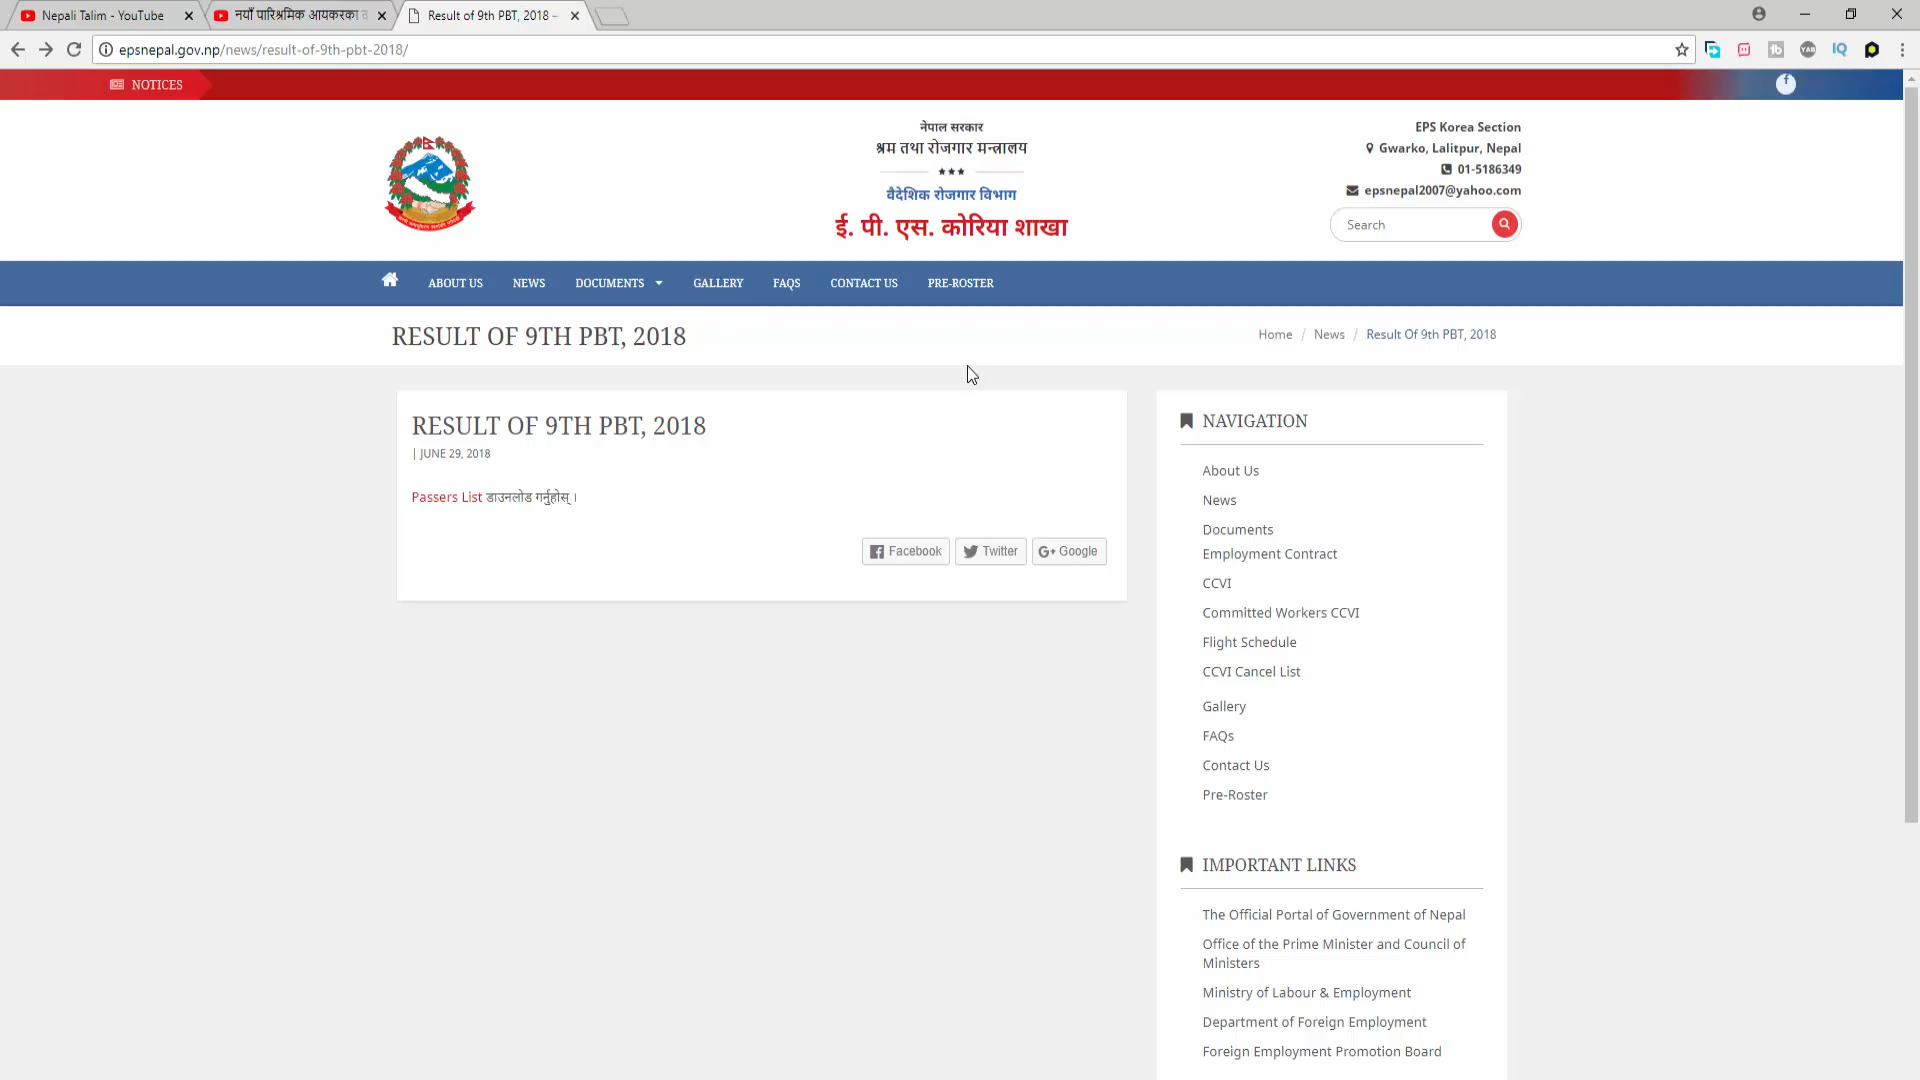 Nepali Talim - YouTube
नयाँ पारिश्रमिक आयकरका
Result of 9th PBT, 2018 –
epsnepal.gov.np/news/result-of-9th-pbt-2018/
NOTICES
नेपाल सरकार
श्रम तथा रोजगार मन्त्रालय
वैदेशिक रोजगार विभाग
ई. पी. एस. कोरिया शाखा
EPS Korea Section
Gwarko, Lalitpur, Nepal
01-5186349
epsnepal2007@yahoo.com
Search
ABOUT US NEWS DOCUMENTS GALLERY FAQS CONTACT US PRE-ROSTER
RESULT OF 9TH PBT, 2018
Home / News / Result Of 9th PBT, 2018
RESULT OF 9TH PBT, 2018
| JUNE 29, 2018
Passers List डाउनलोड गर्नुहोस् ।
Facebook Twitter G+ Google
NAVIGATION
About Us
News
Documents
Employment Contract
CCVI
Committed Workers CCVI
Flight Schedule
CCVI Cancel List
Gallery
FAQs
Contact Us
Pre-Roster
IMPORTANT LINKS
The Official Portal of Government of Nepal
Office of the Prime Minister and Council of
Ministers
Ministry of Labour & Employment
Department of Foreign Employment
Foreign Employment Promotion Board